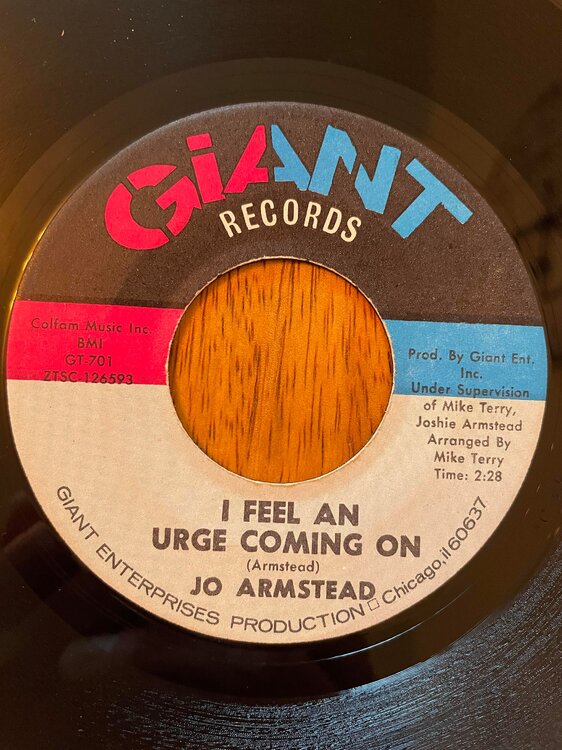 GiANT
RECORDS
Colfam Music Inc.
BMI
GT-701
ZTSC-126593
Prod. By Giant Ent.
Inc.
Under Supervision
of Mike Terry,
Joshie Armstead
Arranged By
Mike Terry
Time: 2:28
I FEEL AN
URGE COMING ON
(Armstead)
JO ARMSTEAD
GIANT ENTERPRISES PRODUCTION □ Chicago,il 60637